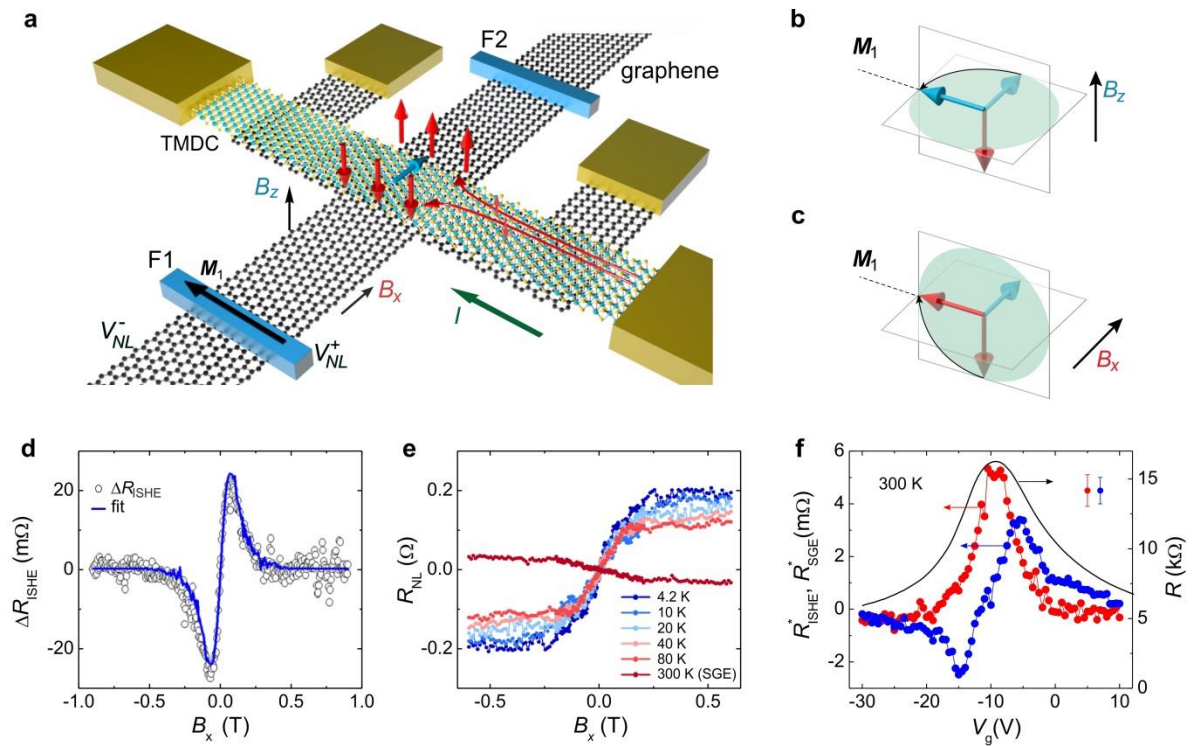 a
F2
graphene
TMDC
B_z
F1
M_1
B_x
V_NL^-
V_NL^+
I
b
M_1
B_z
c
M_1
B_x
d
ΔR_ISHE
fit
ΔR_ISHE (mΩ)
20
0
-20
-1.0 -0.5 0.0 0.5 1.0
B_x (T)
e
R_NL (Ω)
0.2
0.0
-0.2
4.2 K
10 K
20 K
40 K
80 K
300 K (SGE)
-0.5 0.0 0.5
B_x (T)
f
300 K
R*_ISHE, R*_SGE (mΩ)
6
4
2
0
-2
15
10
5
0
R (kΩ)
-30 -20 -10 0 10
V_g(V)